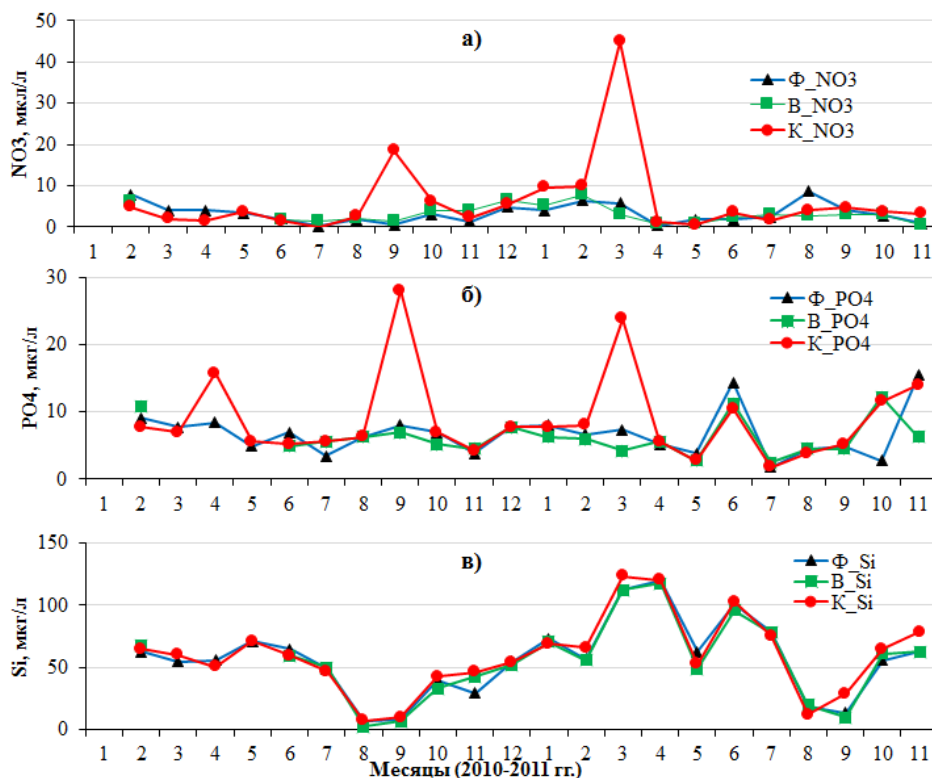 50
40
30
20
10
0
NO3, мкл/л
а)
Ф_NO3
В_NO3
К_NO3
1 2 3 4 5 6 7 8 9 10 11 12 1 2 3 4 5 6 7 8 9 10 11
30
20
10
0
PO4, мкг/л
б)
Ф_PO4
В_PO4
К_PO4
1 2 3 4 5 6 7 8 9 10 11 12 1 2 3 4 5 6 7 8 9 10 11
150
100
50
0
Si, мкг/л
в)
Ф_Si
В_Si
К_Si
1 2 3 4 5 6 7 8 9 10 11 12 1 2 3 4 5 6 7 8 9 10 11
Месяцы (2010-2011 гг.)